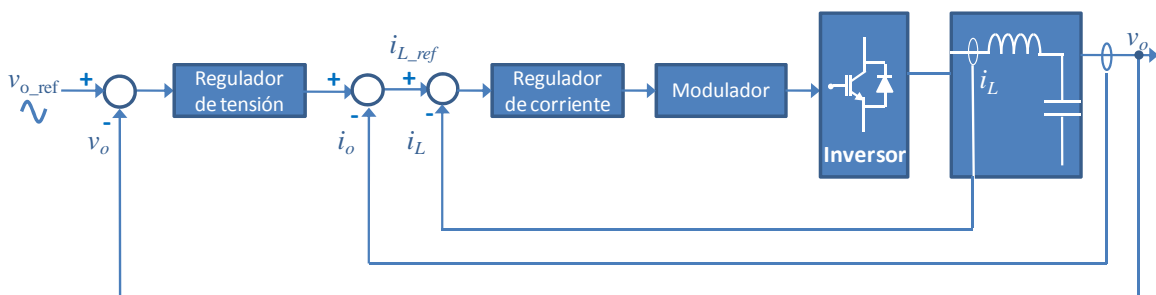 v_o_ref
+
-
v_o
Regulador
de tensión
+
-
i_o
i_L_ref
+
-
i_L
Regulador
de corriente
Modulador
Inversor
i_L
v_o